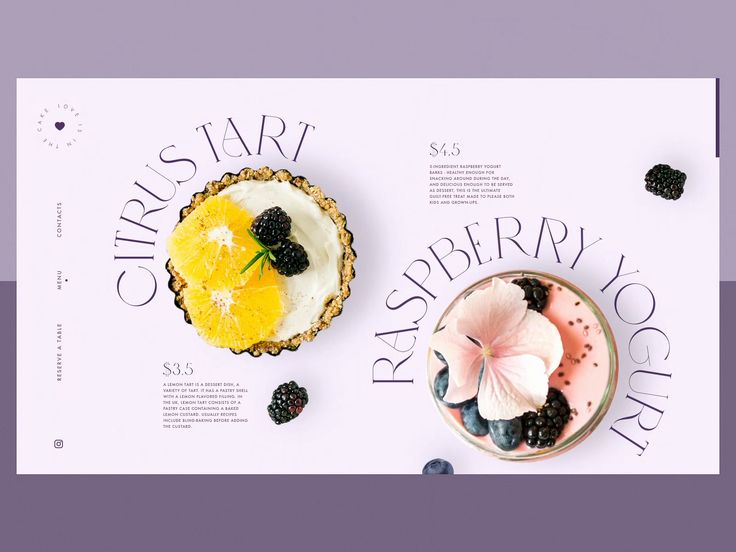 LOVE IS IN THE CAKE
CONTACTS
MENU
RESERVE A TABLE
CITRUS TART
$3.5
A LEMON TART IS A DESSERT DISH, A
VARIETY OF TART. IT HAS A PASTRY SHELL
WITH A LEMON FLAVORED FILLING. IN
THE UK, LEMON TART CONSISTS OF A
PASTRY CASE CONTAINING A BAKED
LEMON CUSTARD. USUALLY RECIPES
INCLUDE BLIND-BAKING BEFORE ADDING
THE CUSTARD.
$4.5
5-INGREDIENT RASPBERRY YOGURT
BARKS - HEALTHY ENOUGH FOR
SNACKING AROUND DURING THE DAY,
AND DELICIOUS ENOUGH TO BE SERVED
AS DESSERT, THIS IS THE ULTIMATE
GUILT-FREE TREAT MADE TO PLEASE BOTH
KIDS AND GROWN-UPS.
RASPBERRY YOGURT